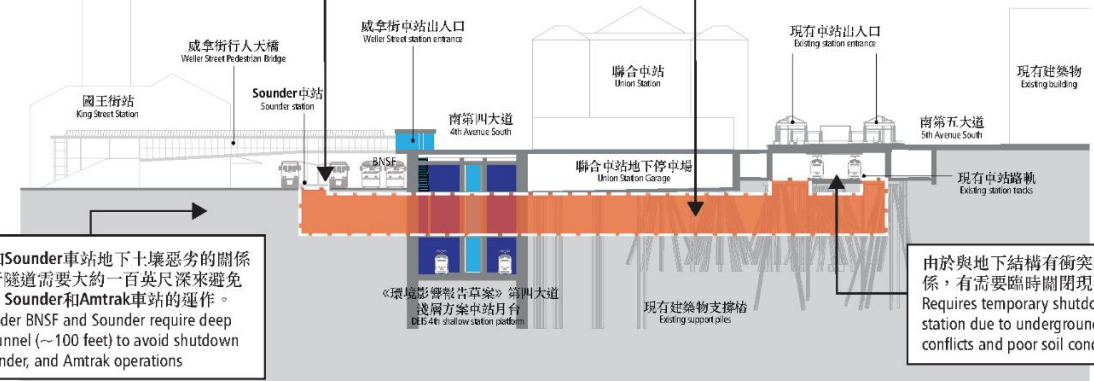 威拿街車站出入口
Weller Street station entrance
現有車站出入口
Existing station entrance
威拿街行人天橋
Weller Street Pedestrian Bridge
聯合車站
Union Station
現有建築物
Existing building
國王街站
King Street Station
Sounder車站
Sounder station
南第四大道
4th Avenue South
南第五大道
5th Avenue South
BNSF
聯合車站地下停車場
Union Station Garage
現有車站路軌
Existing station tracks
Sounder車站地下土壤惡劣的關係
隧道需要大約一百英尺深來避免
Sounder和Amtrak車站的運作。
der BNSF and Sounder require deep
unnel (~100 feet) to avoid shutdown
nder, and Amtrak operations
《環境影響報告草案》第四大道
淺層方案車站月台
DEIS 4th shallow station platform
現有建築物支撐樁
Existing support piles
由於與地下結構有衝突
係，有需要臨時關閉現
Requires temporary shutdo
station due to underground
conflicts and poor soil cond